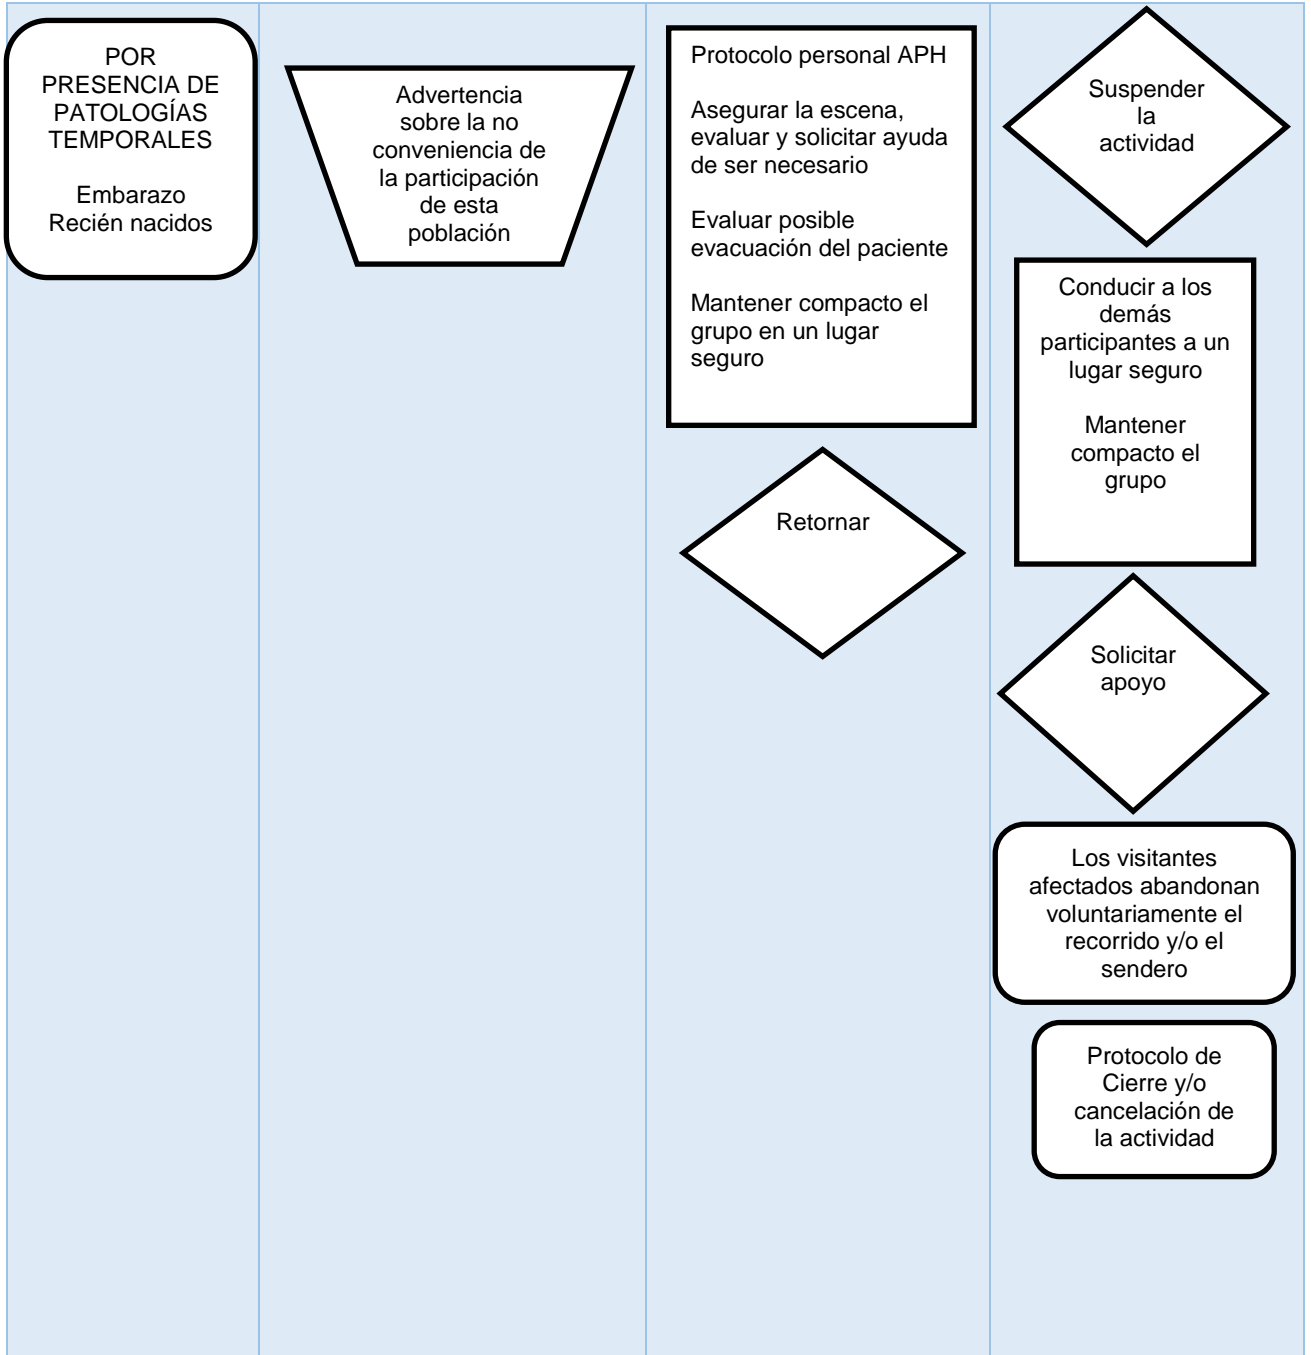 POR
PRESENCIA DE
PATOLOGÍAS
TEMPORALES
Embarazo
Recién nacidos
Advertencia
sobre la no
conveniencia de
la participación
de esta
población
Protocolo personal APH
Asegurar la escena,
evaluar y solicitar ayuda
de ser necesario
Evaluar posible
evacuación del paciente
Mantener compacto el
grupo en un lugar
seguro
Retornar
Suspender
la
actividad
Conducir a los
demás
participantes a un
lugar seguro
Mantener
compacto el
grupo
Solicitar
apoyo
Los visitantes
afectados abandonan
voluntariamente el
recorrido y/o el
sendero
Protocolo de
Cierre y/o
cancelación de
la actividad